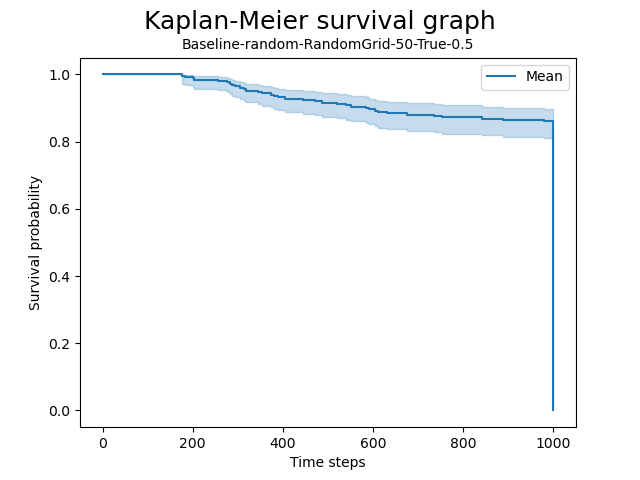 Kaplan-Meier survival graph
Baseline-random-RandomGrid-50-True-0.5
Mean
Survival probability
1.0
0.8
0.6
0.4
0.2
0.0
0 200 400 600 800 1000
Time steps